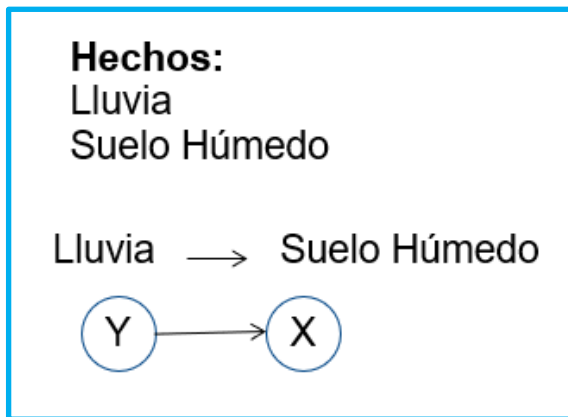 Hechos:
Lluvia
Suelo Húmedo
Lluvia → Suelo Húmedo
Y → X